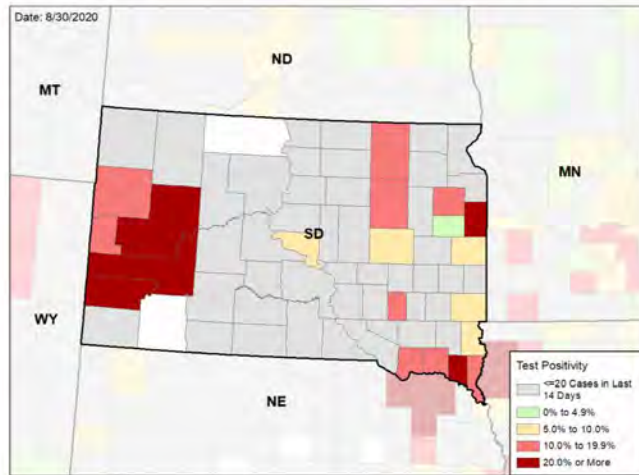 Date: 8/30/2020
ND
MT
MN
SD
WY
NE
Test Positivity
<=20 Cases in Last
14 Days
0% to 4.9%
5.0% to 10.0%
10.0% to 19.9%
20.0% or More